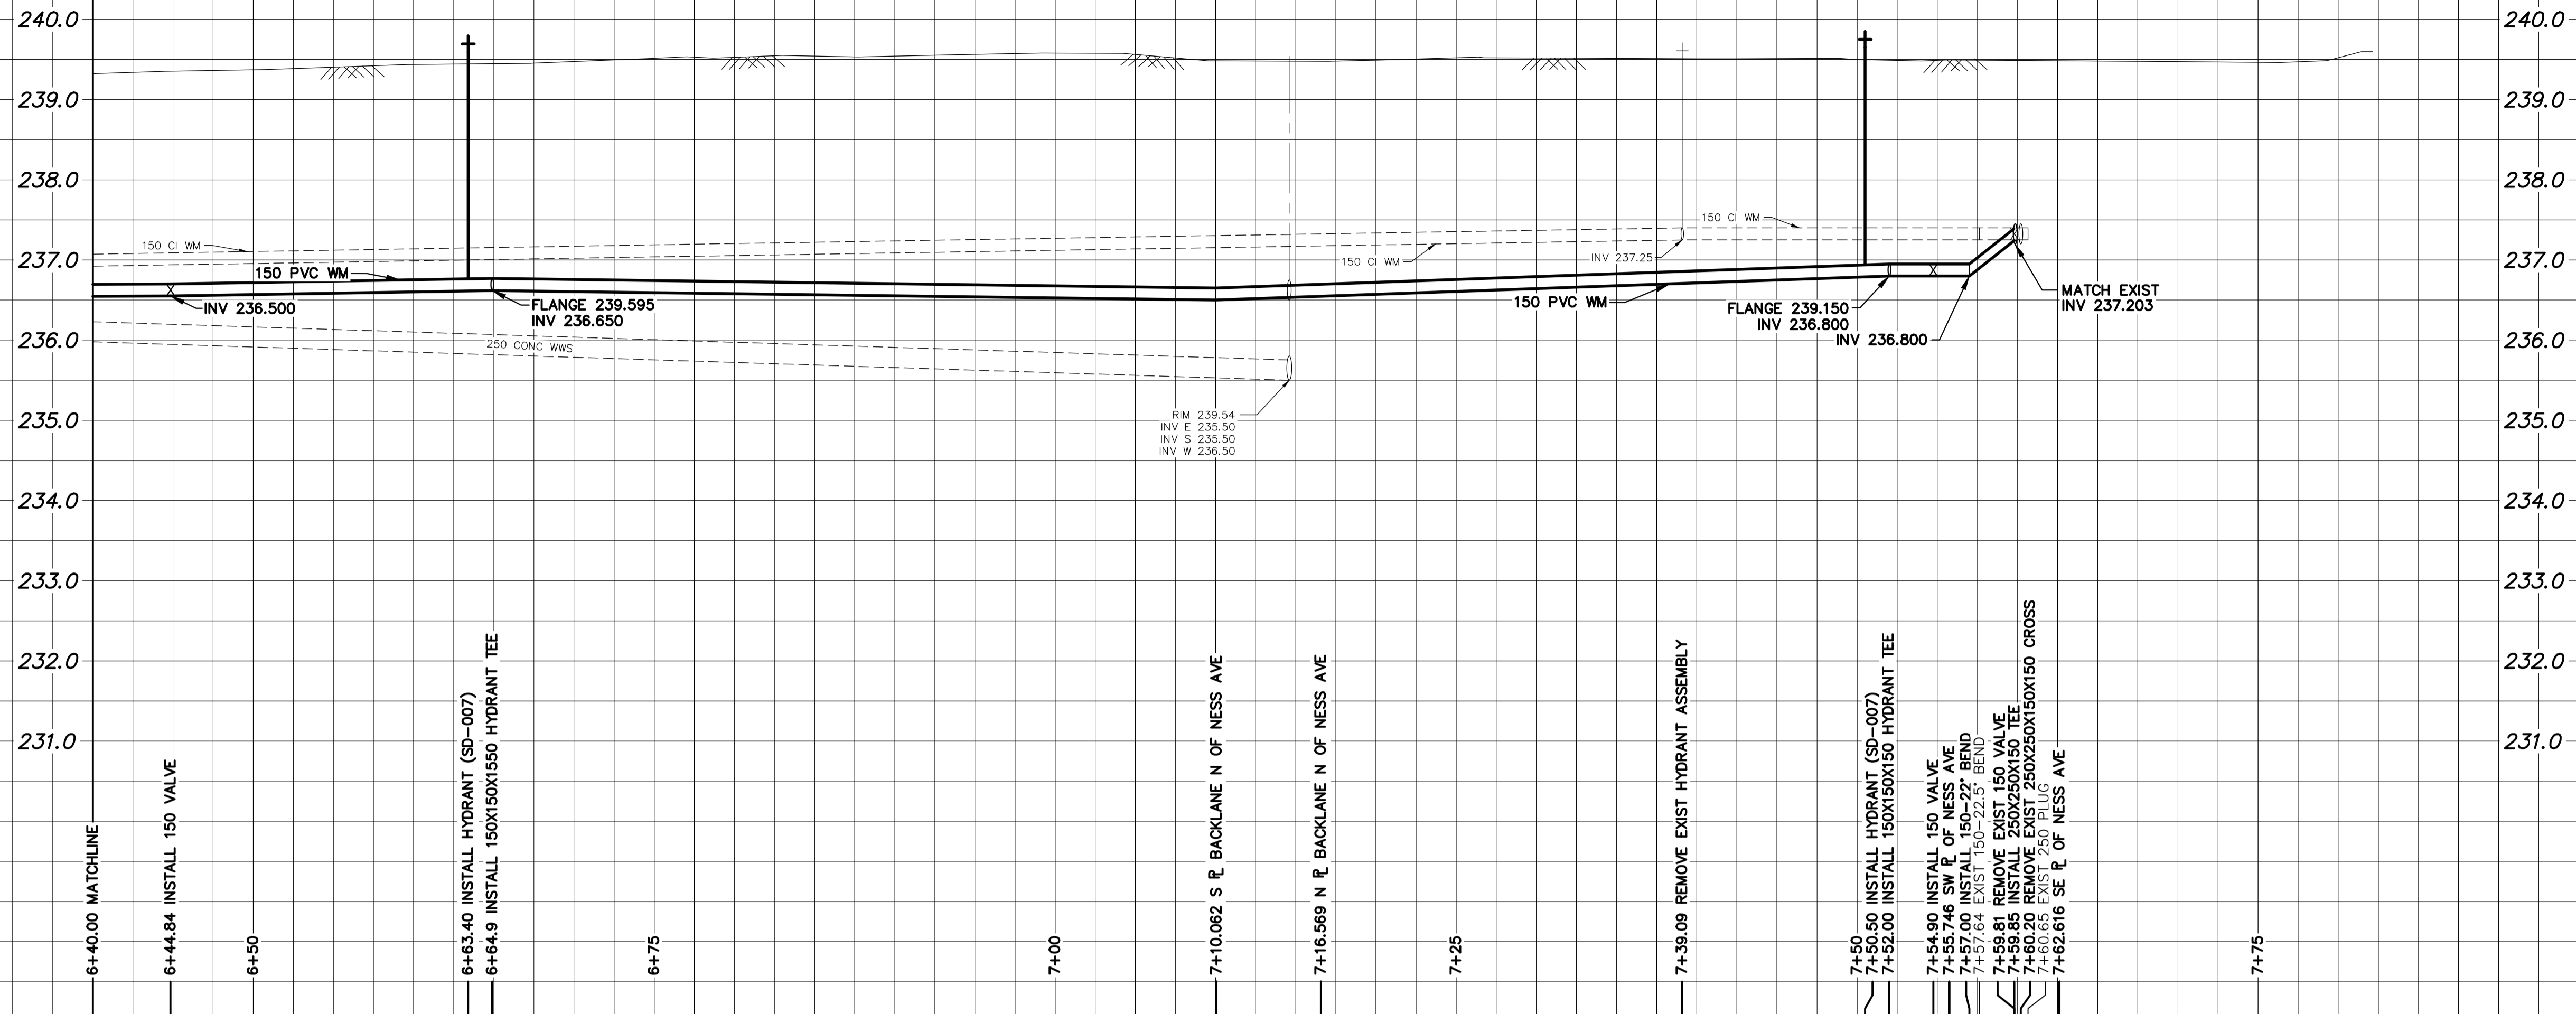 240.0
239.0
238.0
237.0
236.0
235.0
234.0
233.0
232.0
231.0
240.0
239.0
238.0
237.0
236.0
235.0
234.0
233.0
232.0
231.0
150 CI WM
150 PVC WM
INV 236.500
FLANGE 239.595
INV 236.650
250 CONC WWS
RIM 239.54
INV E 235.50
INV S 235.50
INV W 236.50
150 CI WM
INV 237.25
150 CI WM
150 PVC WM
FLANGE 239.150
INV 236.800
INV 236.800
MATCH EXIST
INV 237.203
6+40.00 MATCHLINE
6+44.84 INSTALL 150 VALVE
6+50
6+63.40 INSTALL HYDRANT (SD-007)
6+64.9 INSTALL 150X150X1550 HYDRANT TEE
6+75
7+00
7+10.062 S PL BACKLANE N OF NESS AVE
7+16.569 N PL BACKLANE N OF NESS AVE
7+25
7+39.09 REMOVE EXIST HYDRANT ASSEMBLY
7+50
7+50.50 INSTALL HYDRANT (SD-007)
7+52.00 INSTALL 150X150X150 HYDRANT TEE
7+54.90 INSTALL 150 VALVE
7+55.746 SW PL OF NESS AVE
7+57.00 INSTALL 150-22° BEND
7+57.64 EXIST 150-22.5° BEND
7+59.81 REMOVE EXIST 150 VALVE
7+59.85 INSTALL 250X250X150 TEE
7+60.20 REMOVE EXIST 250X250X150X150 CROSS
7+60.65 EXIST 250 PLUG
7+62.616 SE PL OF NESS AVE
7+75